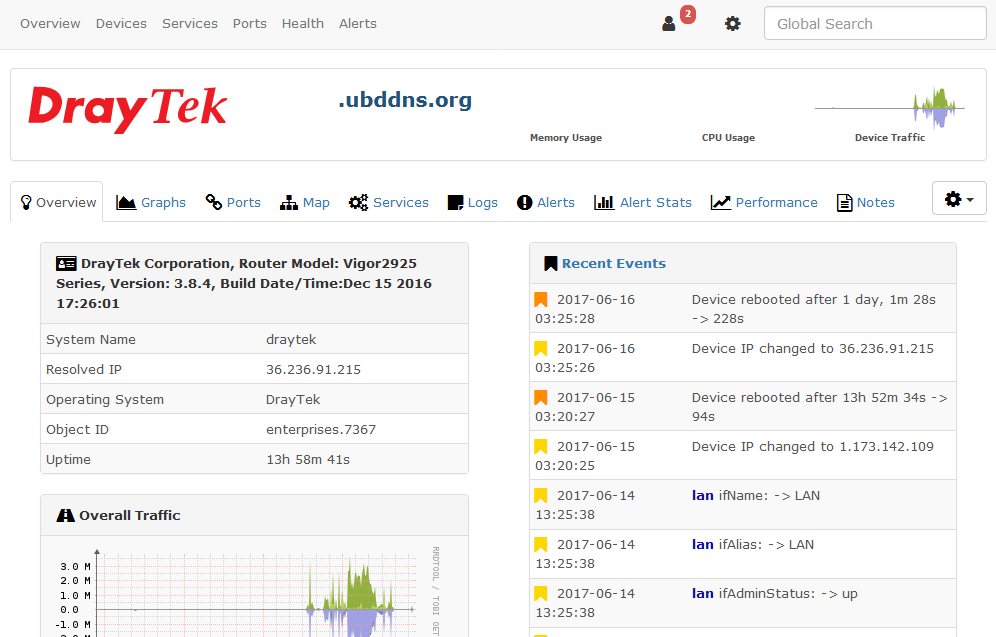 Overview Devices Services Ports Health Alerts 2 Global Search
DrayTek
.ubddns.org
Memory Usage CPU Usage Device Traffic
Overview Graphs Ports Map Services Logs Alerts Alert Stats Performance Notes
DrayTek Corporation, Router Model: Vigor2925
Series, Version: 3.8.4, Build Date/Time:Dec 15 2016
17:26:01
System Name draytek
Resolved IP 36.236.91.215
Operating System DrayTek
Object ID enterprises.7367
Uptime 13h 58m 41s
Overall Traffic
RRDTOOL / TOBI OET
3.0 M
2.0 M
1.0 M
0.0
-1.0 M
Recent Events
2017-06-16 Device rebooted after 1 day, 1m 28s
03:25:28 -> 228s
2017-06-16 Device IP changed to 36.236.91.215
03:25:26
2017-06-15 Device rebooted after 13h 52m 34s ->
03:20:27 94s
2017-06-15 Device IP changed to 1.173.142.109
03:20:25
2017-06-14 lan ifName: -> LAN
13:25:38
2017-06-14 lan ifAlias: -> LAN
13:25:38
2017-06-14 lan ifAdminStatus: -> up
13:25:38